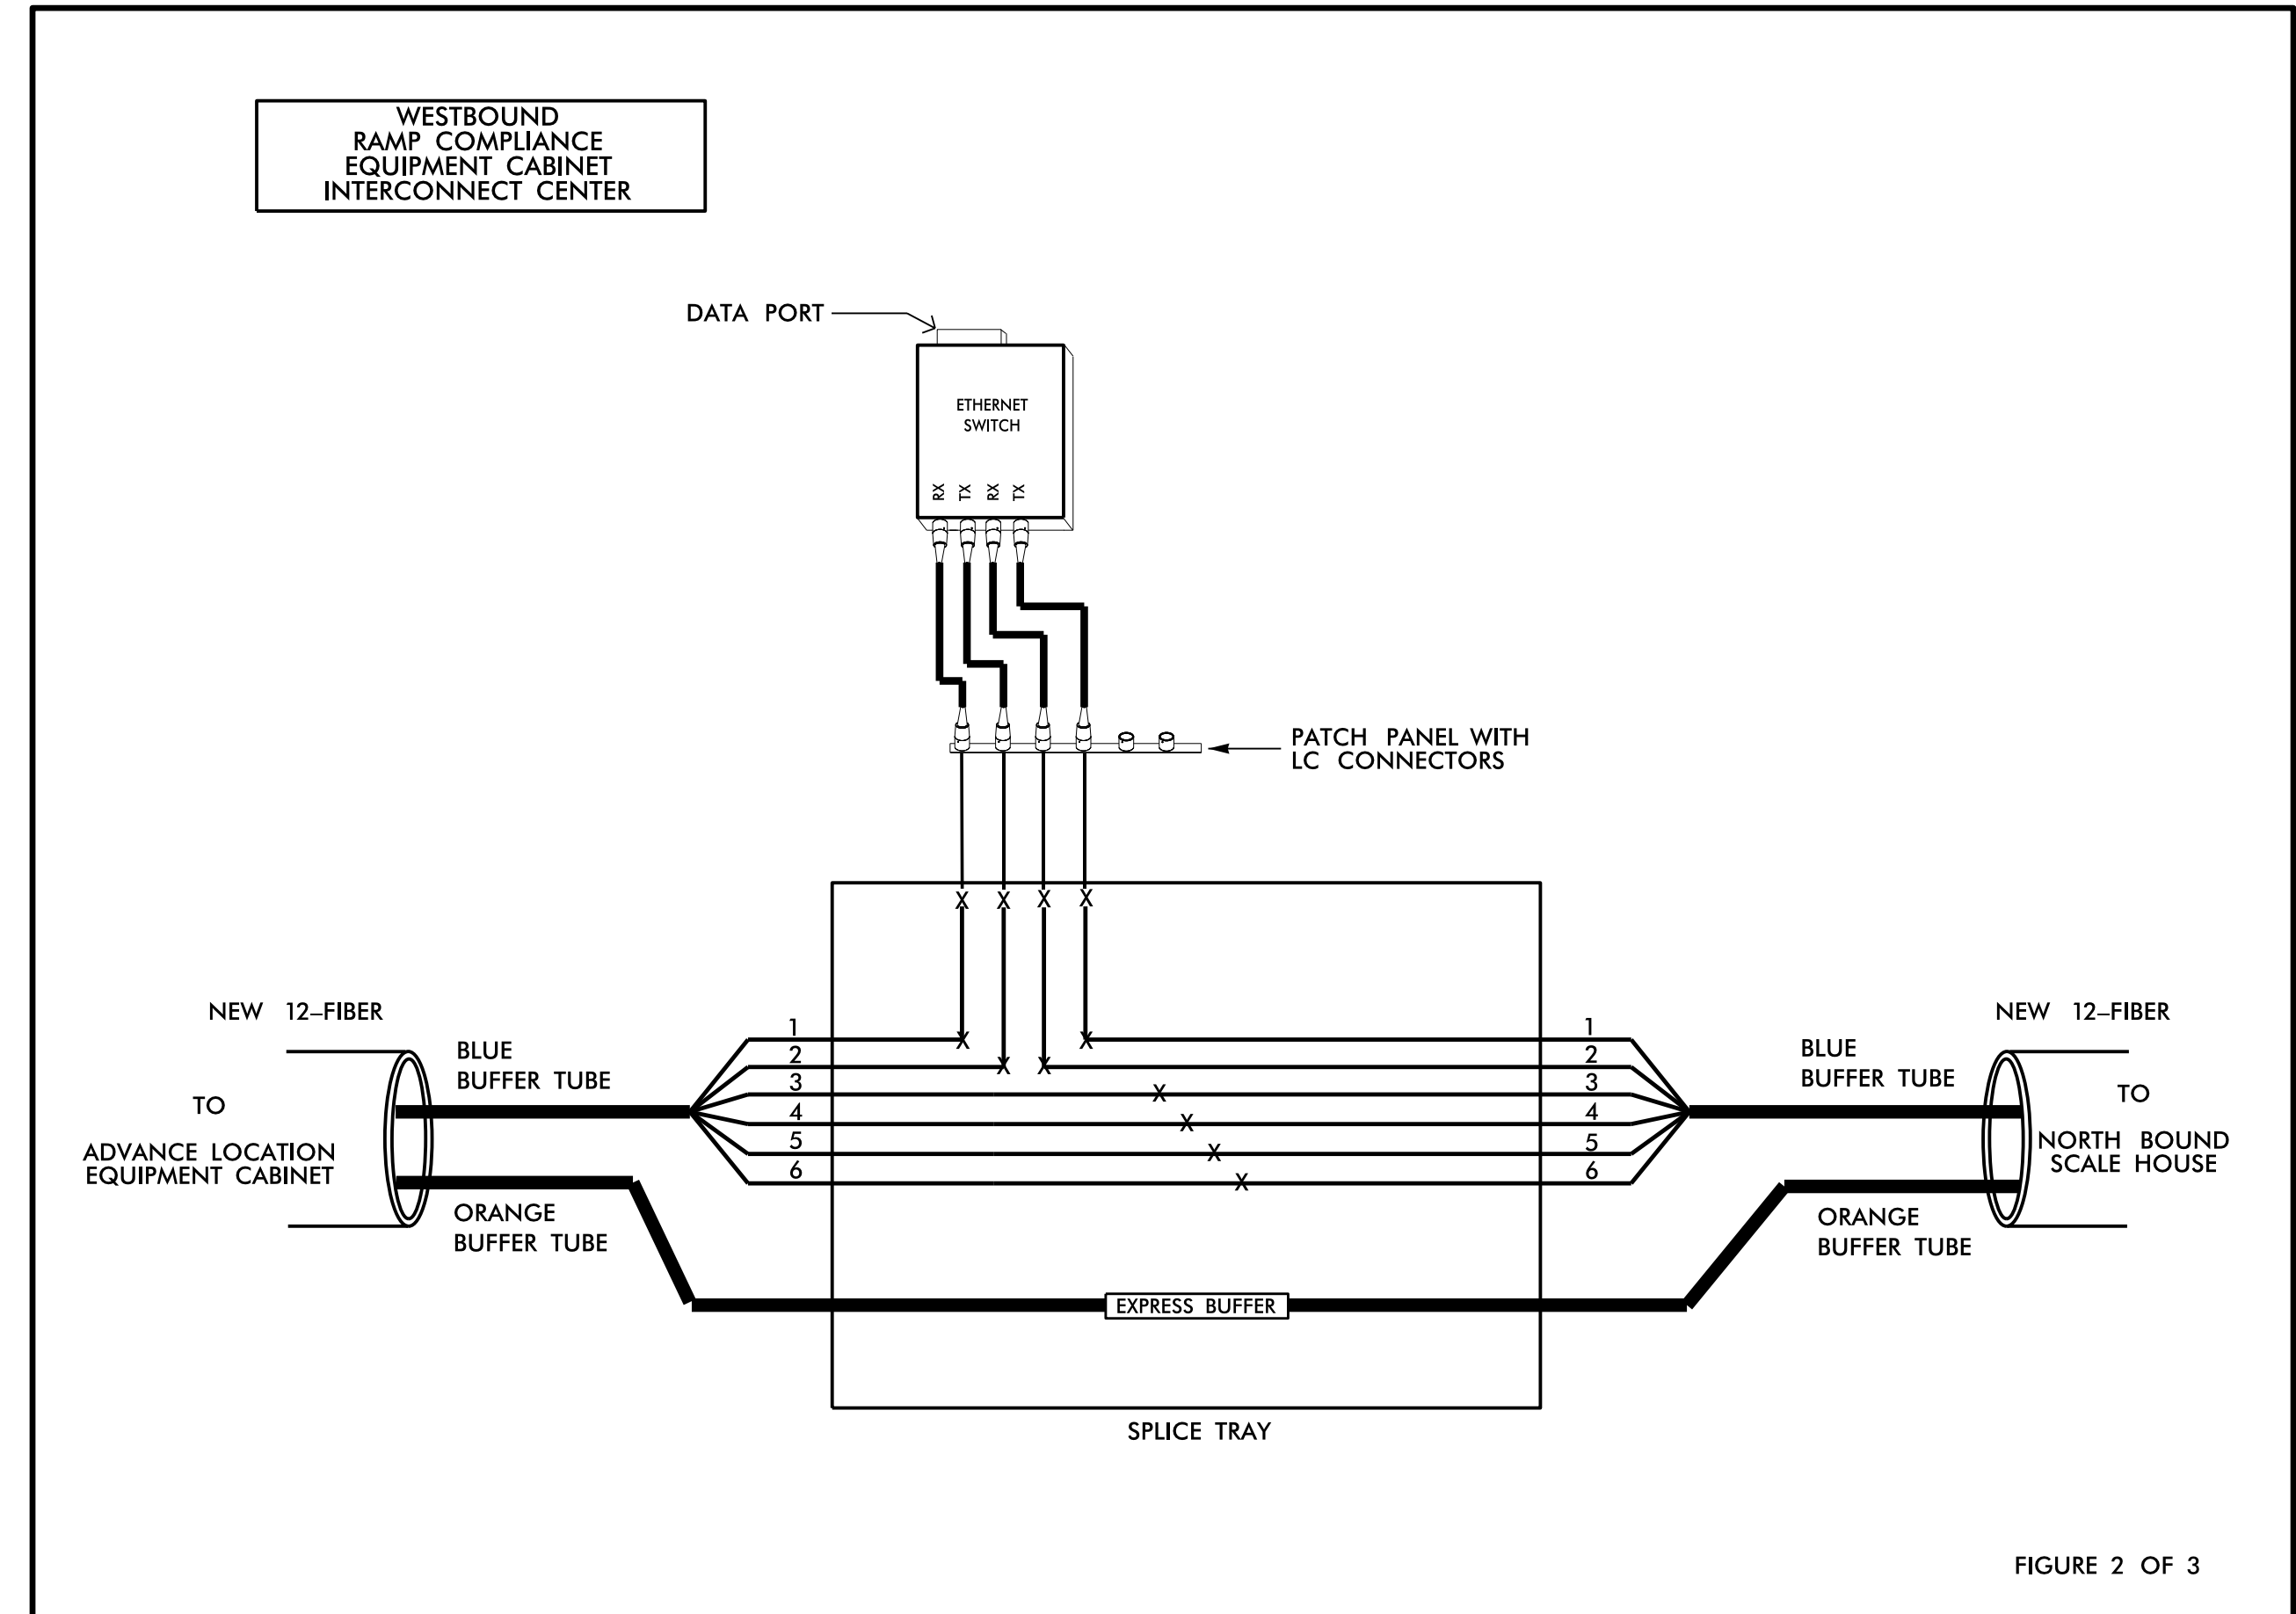 WESTBOUND
RAMP COMPLIANCE
EQUIPMENT CABINET
INTERCONNECT CENTER
DATA PORT
ETHERNET
SWITCH
RX TX RX TX
PATCH PANEL WITH
LC CONNECTORS
X X X X
NEW 12–FIBER
BLUE
BUFFER TUBE
TO
ADVANCE LOCATION
EQUIPMENT CABINET
ORANGE
BUFFER TUBE
1 X X 1
2 X X 2
3 X 3
4 X 4
5 X 5
6 X 6
NEW 12–FIBER
BLUE
BUFFER TUBE
TO
NORTH BOUND
SCALE HOUSE
ORANGE
BUFFER TUBE
EXPRESS BUFFER
SPLICE TRAY
FIGURE 2 OF 3